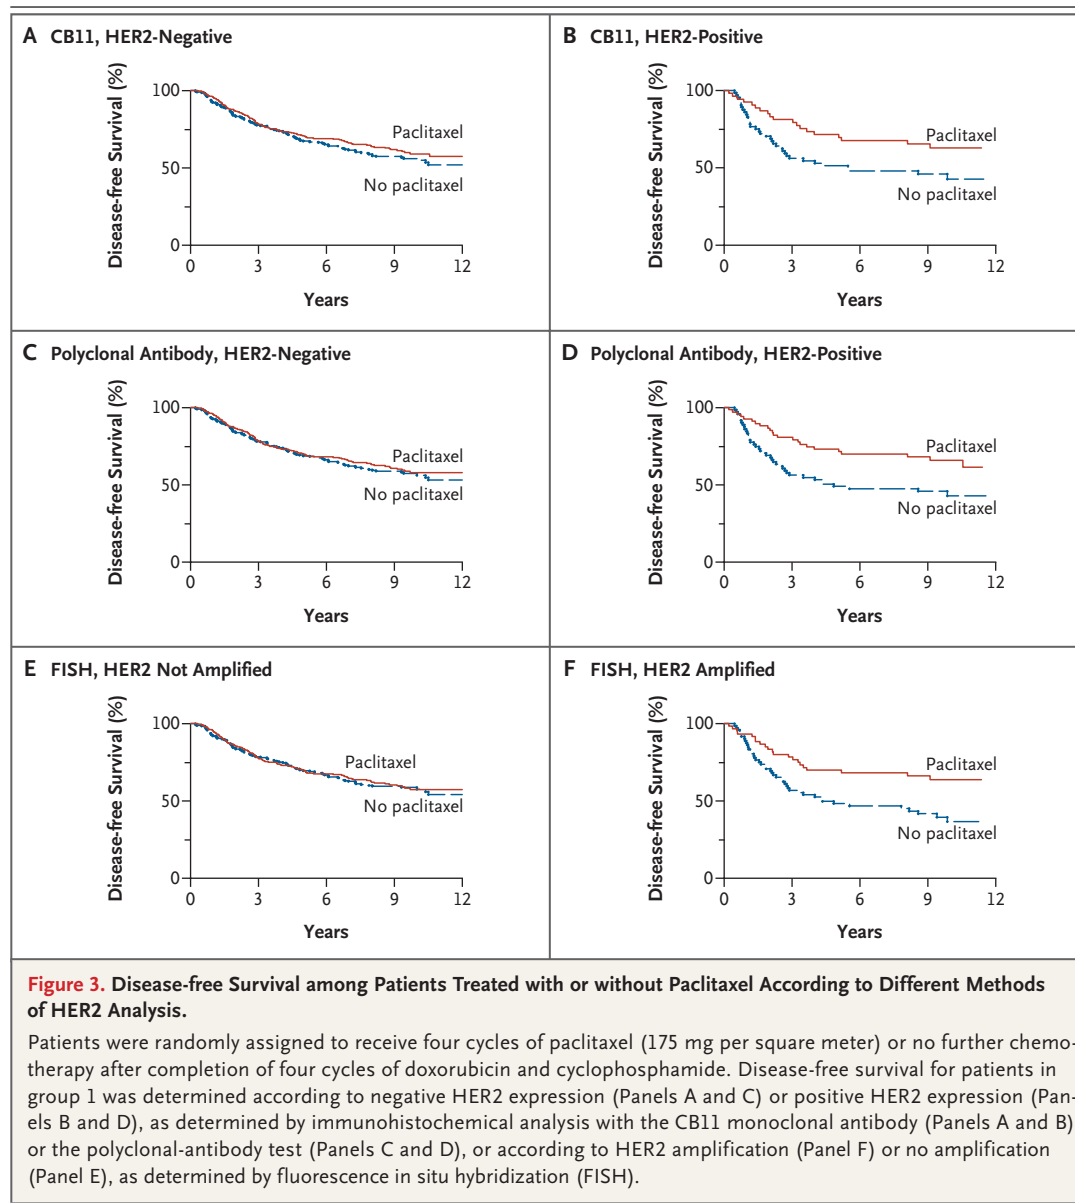 A CB11, HER2-Negative
Disease-free Survival (%)
100
50
0
Paclitaxel
No paclitaxel
0 3 6 9 12
Years
B CB11, HER2-Positive
Disease-free Survival (%)
100
50
0
Paclitaxel
No paclitaxel
0 3 6 9 12
Years
C Polyclonal Antibody, HER2-Negative
Disease-free Survival (%)
100
50
0
Paclitaxel
No paclitaxel
0 3 6 9 12
Years
D Polyclonal Antibody, HER2-Positive
Disease-free Survival (%)
100
50
0
Paclitaxel
No paclitaxel
0 3 6 9 12
Years
E FISH, HER2 Not Amplified
Disease-free Survival (%)
100
50
0
Paclitaxel
No paclitaxel
0 3 6 9 12
Years
F FISH, HER2 Amplified
Disease-free Survival (%)
100
50
0
Paclitaxel
No paclitaxel
0 3 6 9 12
Years
Figure 3. Disease-free Survival among Patients Treated with or without Paclitaxel According to Different Methods
of HER2 Analysis.
Patients were randomly assigned to receive four cycles of paclitaxel (175 mg per square meter) or no further chemo-
therapy after completion of four cycles of doxorubicin and cyclophosphamide. Disease-free survival for patients in
group 1 was determined according to negative HER2 expression (Panels A and C) or positive HER2 expression (Pan-
els B and D), as determined by immunohistochemical analysis with the CB11 monoclonal antibody (Panels A and B)
or the polyclonal-antibody test (Panels C and D), or according to HER2 amplification (Panel F) or no amplification
(Panel E), as determined by fluorescence in situ hybridization (FISH).